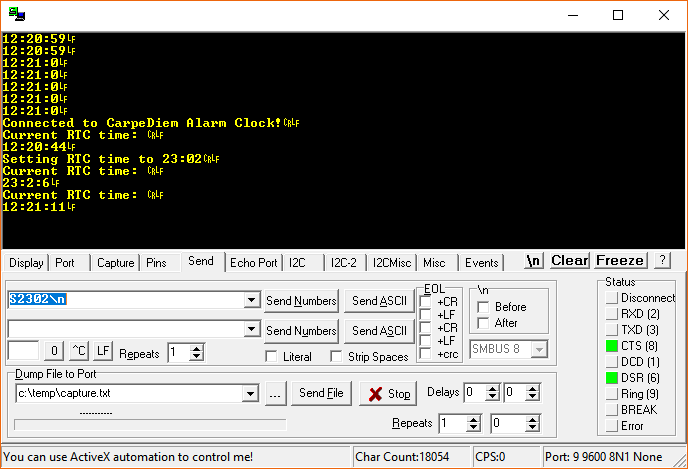 12:20:59LF
12:20:59LF
12:21:0LF
12:21:0LF
12:21:0LF
12:21:0LF
12:21:0LF
Connected to CarpeDiem Alarm Clock!CRLF
Current RTC time: CRLF
12:20:44LF
Setting RTC time to 23:02CRLF
Current RTC time: CRLF
23:2:6LF
Current RTC time: CRLF
12:21:11LF
Display Port Capture Pins Send Echo Port I2C I2C-2 I2CMisc Misc Events \n Clear Freeze ?
S2302\n Send Numbers Send ASCII
Send Numbers Send ASCII
0 ^C LF Repeats 1 Literal Strip Spaces
EOL
+CR
+LF
+CR
+LF
+crc
\n
Before
After
SMBUS 8
Dump File to Port
c:\temp\capture.txt ... Send File Stop Delays 0 0
-----------
Repeats 1 0
Status
Disconnect
RXD (2)
TXD (3)
CTS (8)
DCD (1)
DSR (6)
Ring (9)
BREAK
Error
You can use ActiveX automation to control me! Char Count:18054 CPS:0 Port: 9 9600 8N1 None